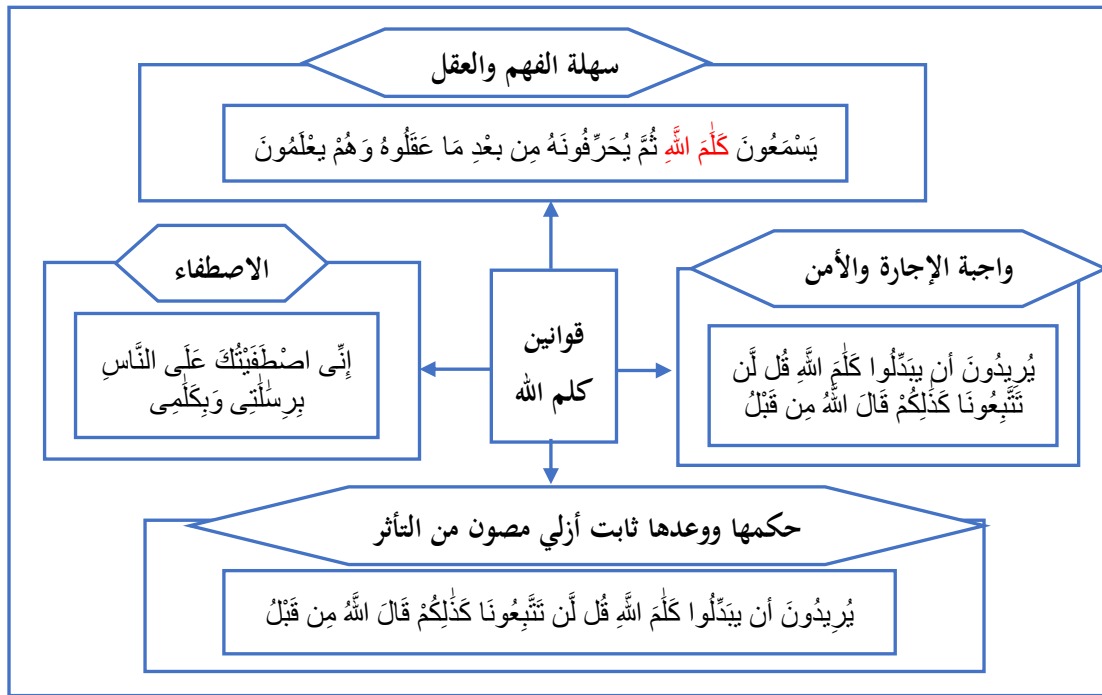 سهلة الفهم والعقل
يَسْمَعُونَ كَلَٰمَ اللَّهِ ثُمَّ يُحَرِّفُونَهُ مِن بعْدِ مَا عَقَلُوهُ وَهُمْ يعْلَمُونَ
واجبة الإجارة والأمن
يُرِيدُونَ أن يبَدِّلُوا كَلَٰمَ اللَّهِ قُل لَّن
تَتَّبِعُونَا كَذَٰلِكُمْ قَالَ اللَّهُ مِن قَبْلُ
قوانين
كلم الله
الاصطفاء
إِنِّى اصْطَفَيْتُكَ عَلَى النَّاسِ
بِرِسَٰلَٰتِى وَبِكَلَٰمِى
حكمها ووعدها ثابت أزلي مصون من التأثر
يُرِيدُونَ أن يبَدِّلُوا كَلَٰمَ اللَّهِ قُل لَّن تَتَّبِعُونَا كَذَٰلِكُمْ قَالَ اللَّهُ مِن قَبْلُ